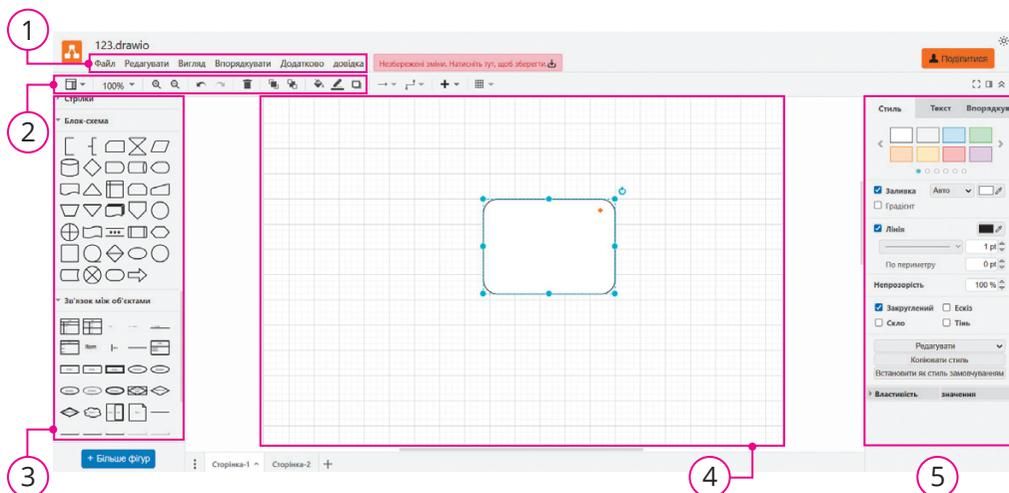 1
123.drawio
Файл Редагувати Вигляд Впорядкувати Додатково довідка
Незбережені зміни. Натисніть тут, щоб зберегти.
Поділитися
100%
2
Стрілки
Блок-схема
Зв'язок між об'єктами
+ Більше фігур
3
Сторінка-1 Сторінка-2
4
Стиль Текст Впорядкув
Заливка Авто
Градієнт
Лінія
1 pt
По периметру 0 pt
Непрозорість 100 %
Закруглений Ескіз
Скло Тінь
Редагувати
Копіювати стиль
Встановити як стиль замовчуванням
Властивість значення
5